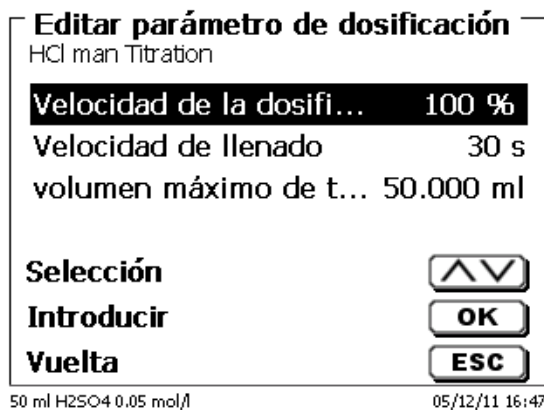 Editar parámetro de dosificación
HCl man Titration
Velocidad de la dosifi... 100 %
Velocidad de llenado 30 s
volumen máximo de t... 50.000 ml
Selección
Introducir OK
Vuelta ESC
50 ml H2SO4 0.05 mol/l 05/12/11 16:47